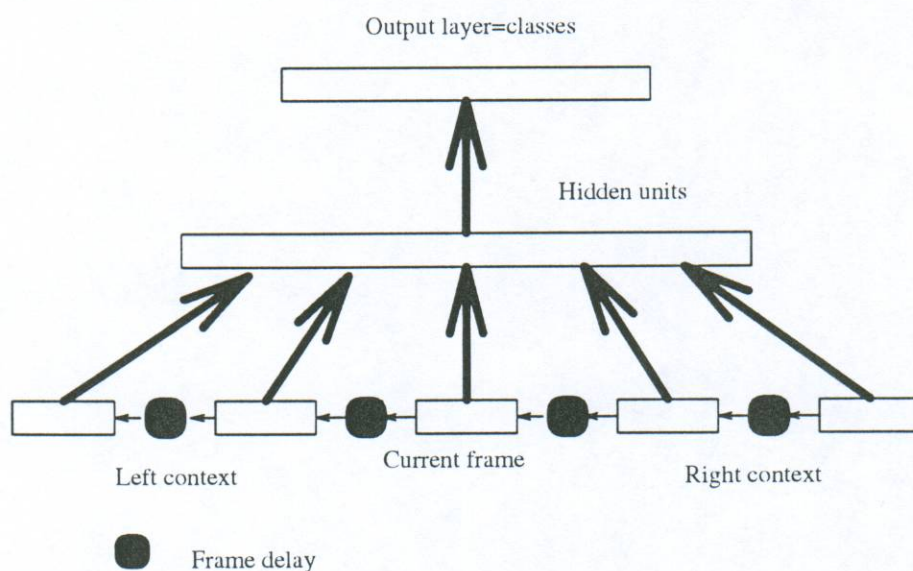 Output layer=classes
Hidden units
Current frame
Left context
Right context
Frame delay